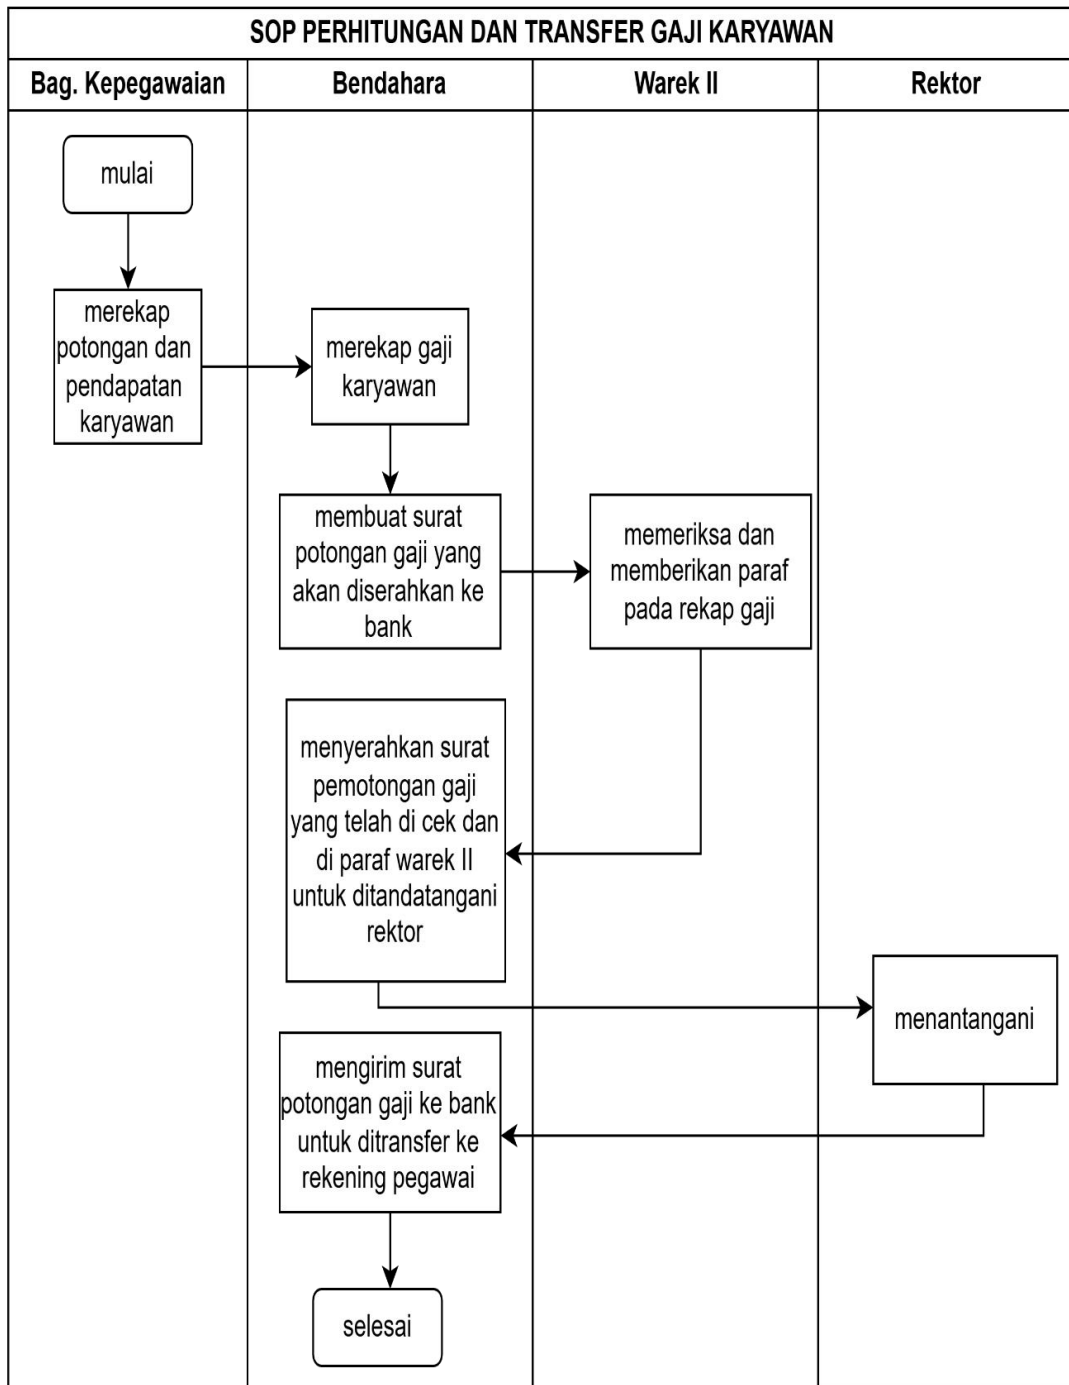 SOP PERHITUNGAN DAN TRANSFER GAJI KARYAWAN
Bag. Kepegawaian
Bendahara
Warek II
Rektor
mulai
merekap
potongan dan
pendapatan
karyawan
merekap gaji
karyawan
membuat surat
potongan gaji yang
akan diserahkan ke
bank
memeriksa dan
memberikan paraf
pada rekap gaji
menyerahkan surat
pemotongan gaji
yang telah di cek dan
di paraf warek II
untuk ditandatangani
rektor
menantangani
mengirim surat
potongan gaji ke bank
untuk ditransfer ke
rekening pegawai
selesai